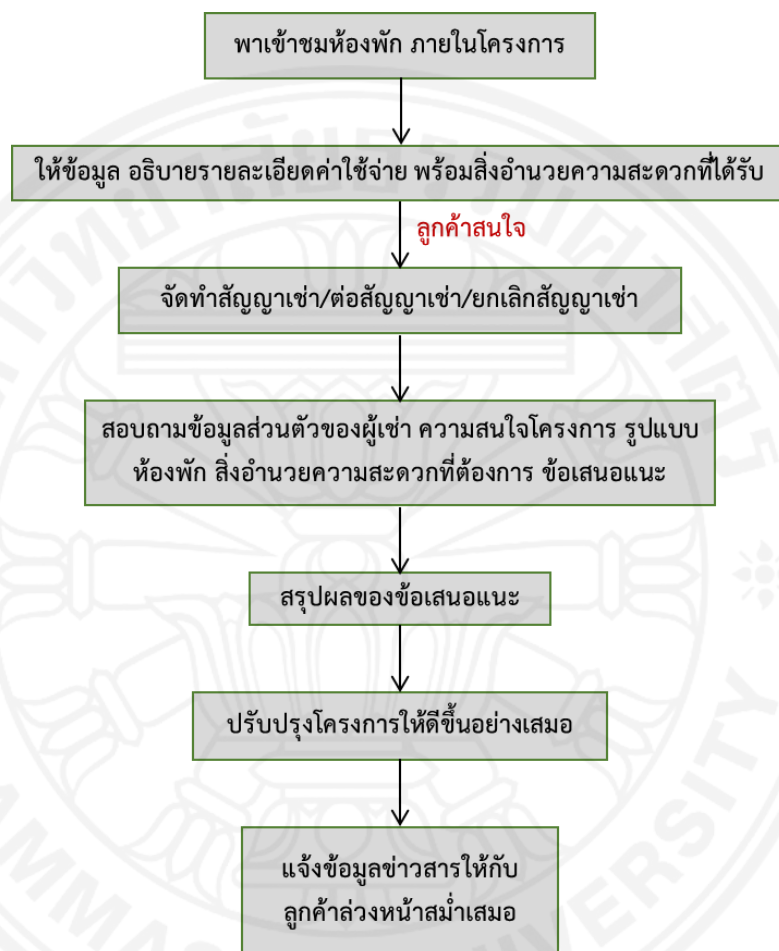 พาเข้าชมห้องพัก ภายในโครงการ
ให้ข้อมูล อธิบายรายละเอียดค่าใช้จ่าย พร้อมสิ่งอำนวยความสะดวกที่ได้รับ
ลูกค้าสนใจ
จัดทำสัญญาเช่า/ต่อสัญญาเช่า/ยกเลิกสัญญาเช่า
สอบถามข้อมูลส่วนตัวของผู้เช่า ความสนใจโครงการ รูปแบบ
ห้องพัก สิ่งอำนวยความสะดวกที่ต้องการ ข้อเสนอแนะ
สรุปผลของข้อเสนอแนะ
ปรับปรุงโครงการให้ดีขึ้นอย่างเสมอ
แจ้งข้อมูลข่าวสารให้กับ
ลูกค้าล่วงหน้าสม่ำเสมอ